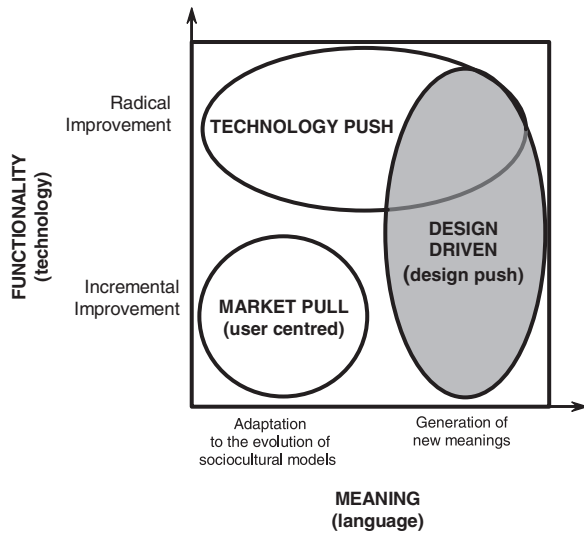 FUNCTIONALITY
(technology)
Radical
Improvement
Incremental
Improvement
TECHNOLOGY PUSH
DESIGN
DRIVEN
(design push)
MARKET PULL
(user centred)
Adaptation
to the evolution of
sociocultural models
Generation of
new meanings
MEANING
(language)